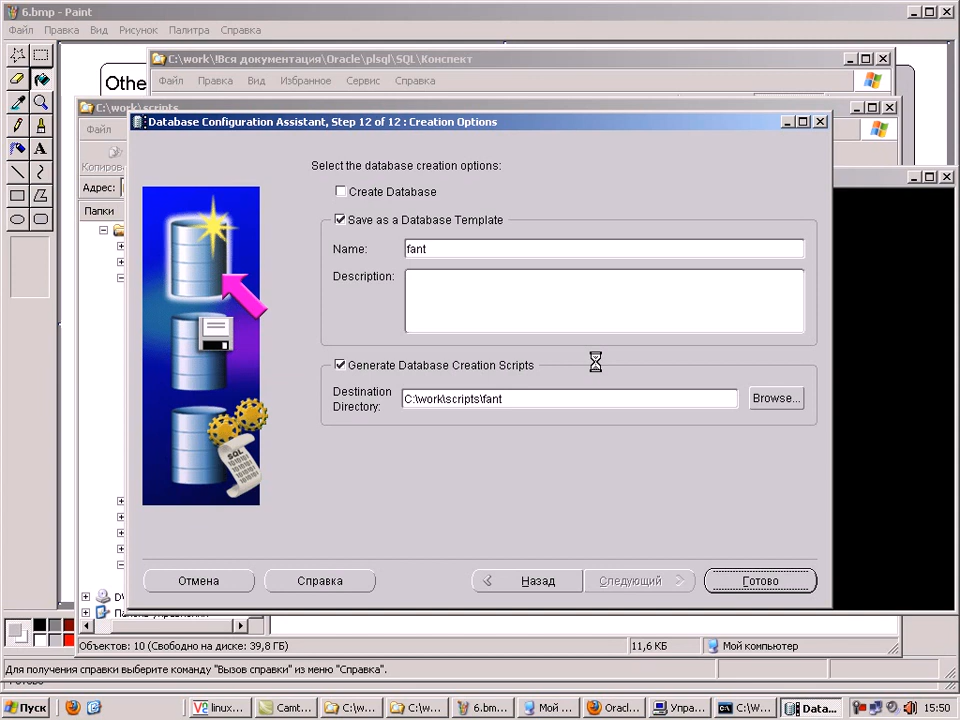 6.bmp - Paint
Файл Правка Вид Рисунок Палитра Справка
C:\work\!Вся документация\Oracle\plsql\SQL\Конспект
Файл Правка Вид Избранное Сервис Справка
Othe
C:\work\scripts
Файл
Database Configuration Assistant, Step 12 of 12 : Creation Options
Копиров
Адрес:
Папки
Select the database creation options:
Create Database
Save as a Database Template
Name: fant
Description:
Generate Database Creation Scripts
Destination
Directory: C:\work\scripts\fant Browse...
Отмена Справка Назад Следующий Готово
Объектов: 10 (Свободно на диске: 39,8 ГБ) 11,6 КБ Мой компьютер
Для получения справки выберите команду "Вызов справки" из меню "Справка".
Пуск linux... Camt... C:\w... C:\w... 6.bm... Мой ... Oracl... Упра... C:\W... Data... 15:50